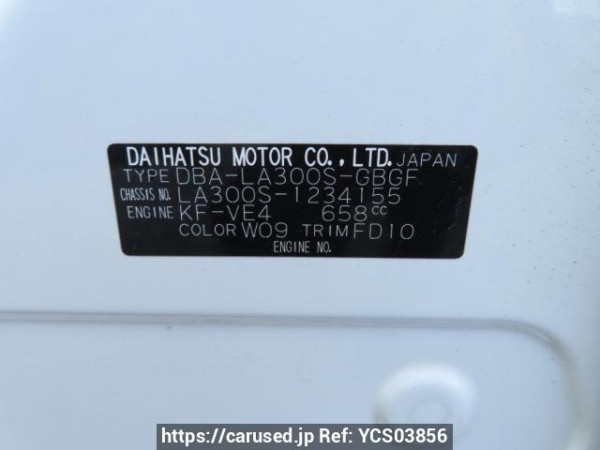 DAIHATSU MOTOR CO., LTD. JAPAN
TYPE DBA-LA300S-GBGF
CHASSIS NO. LA300S-1234155
ENGINE KF-VE4 658cc
COLOR W09 TRIM FD10
ENGINE NO.
https://carused.jp Ref.No:YCS03856